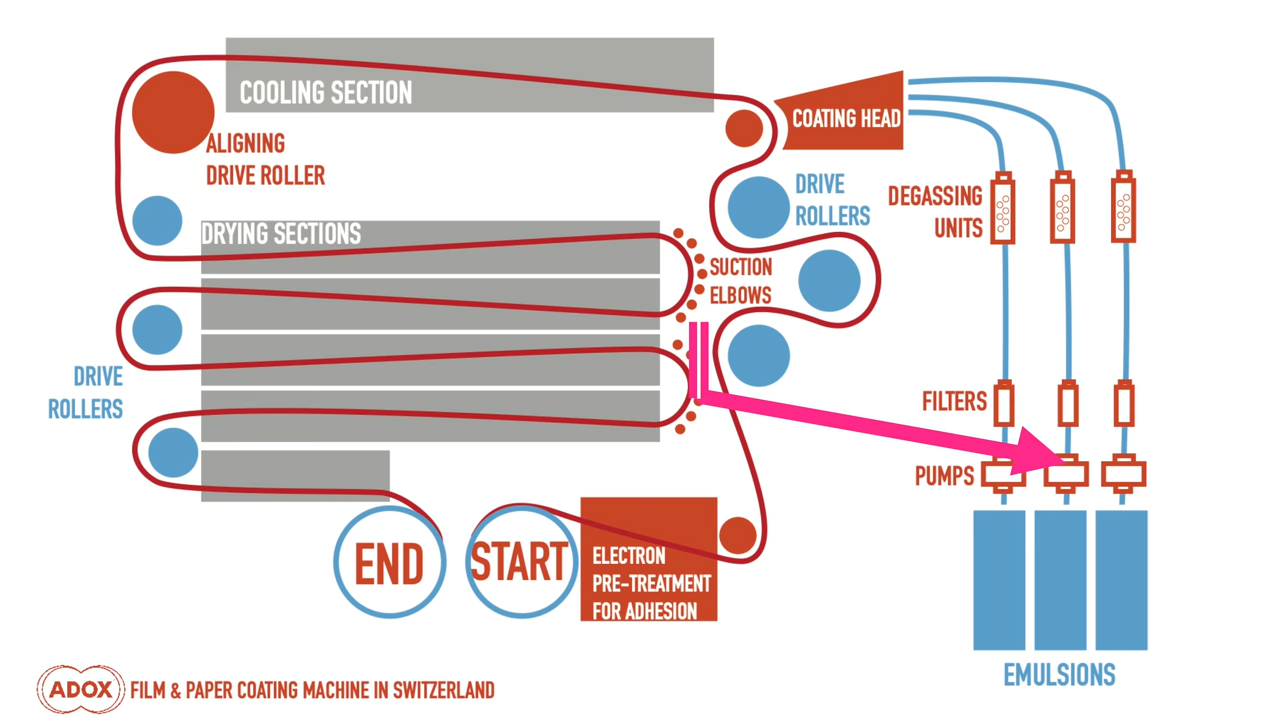 COOLING SECTION
COATING HEAD
ALIGNING
DRIVE ROLLER
DRIVE
ROLLERS
DEGASSING
UNITS
DRYING SECTIONS
SUCTION
ELBOWS
DRIVE
ROLLERS
FILTERS
PUMPS
END
START
ELECTRON
PRE-TREATMENT
FOR ADHESION
EMULSIONS
ADOX FILM & PAPER COATING MACHINE IN SWITZERLAND